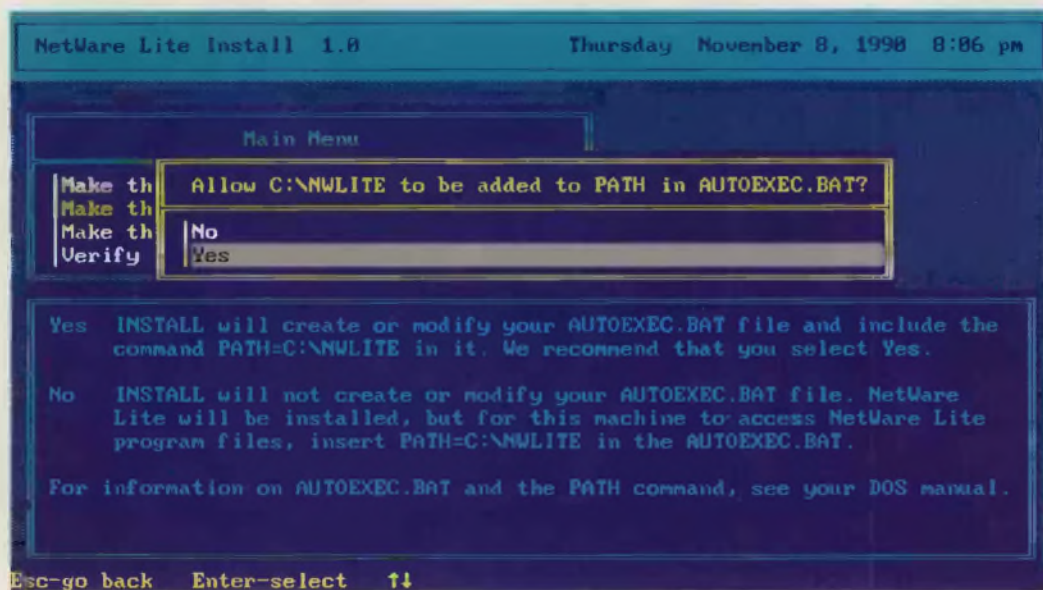 NetWare Lite Install 1.0 Thursday November 8, 1990 8:06 pm
Main Menu
Allow C:\NWLITE to be added to PATH in AUTOEXEC.BAT?
Make th
Make th
Make th
Verify
No
Yes
Yes INSTALL will create or modify your AUTOEXEC.BAT file and include the
command PATH=C:\NWLITE in it. We recommend that you select Yes.
No INSTALL will not create or modify your AUTOEXEC.BAT file. NetWare
Lite will be installed, but for this machine to access NetWare Lite
program files, insert PATH=C:\NWLITE in the AUTOEXEC.BAT.
For information on AUTOEXEC.BAT and the PATH command, see your DOS manual.
Esc-go back Enter-select ↑↓